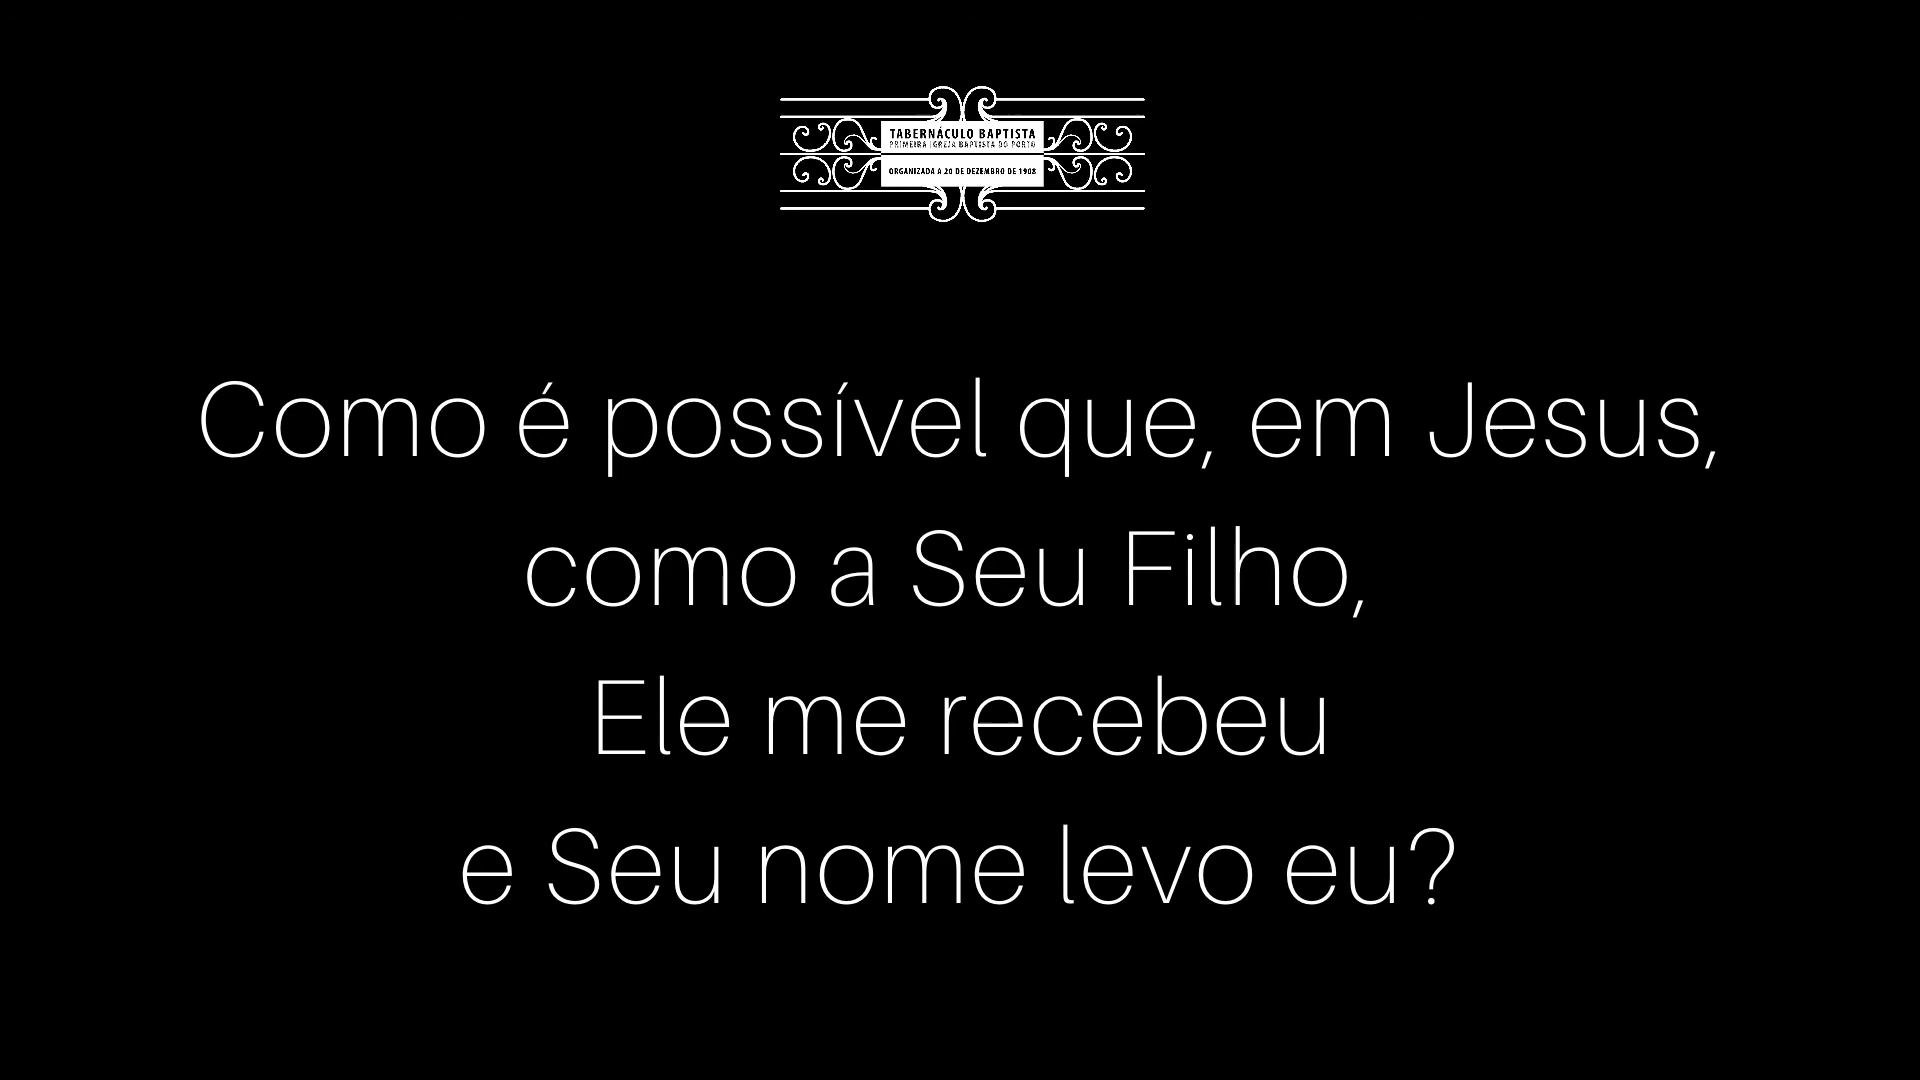 TABERNÁCULO BAPTISTA
PRIMEIRA IGREJA BAPTISTA DO PORTO
ORGANIZADA A 20 DE DEZEMBRO DE 1908
Como é possível que, em Jesus,
como a Seu Filho,
Ele me recebeu
e Seu nome levo eu?